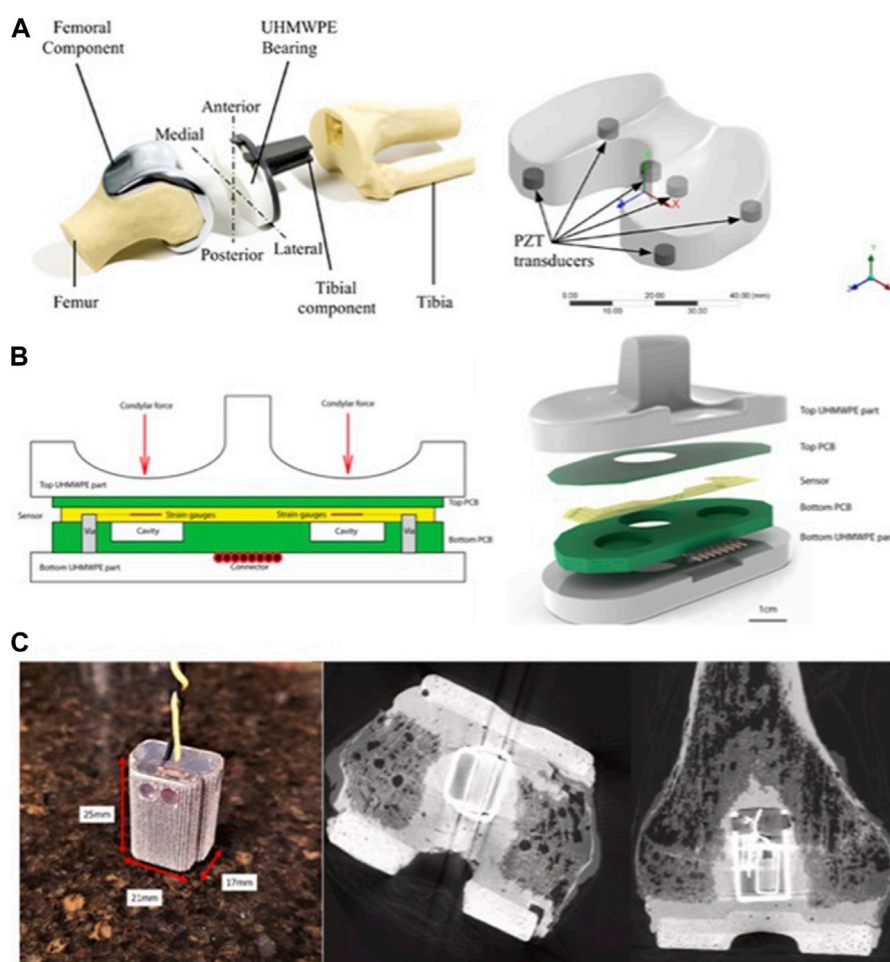 A
Femoral
Component
UHMWPE
Bearing
Anterior
Medial
Posterior
Lateral
Femur
Tibial
component
Tibia
PZT
transducers
X
0.00
20.00
40.00 (mm)
10.00
30.00
B
Condylar force
Condylar force
Top UHMWPE part
Top PCB
Sensor
Strain gauges
Strain gauges
Via
Cavity
Cavity
Via
Bottom PCB
Bottom UHMWPE part
Connector
Top UHMWPE part
Top PCB
Sensor
Bottom PCB
Bottom UHMWPE par
1cm
C
25mm
21mm
17mm